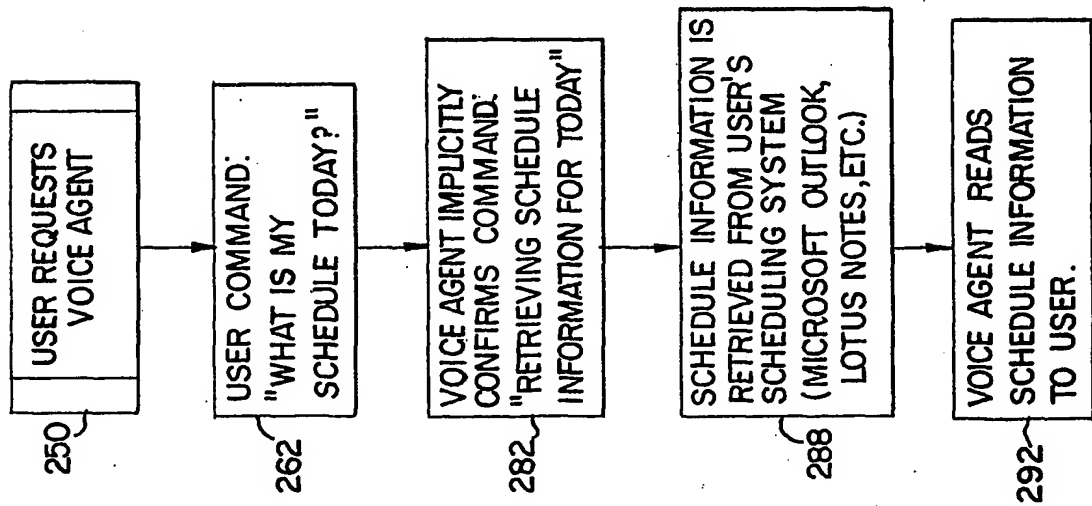 USER REQUESTS
VOICE AGENT
250
USER COMMAND:
"WHAT IS MY
SCHEDULE TODAY?"
262
VOICE AGENT IMPLICITLY
CONFIRMS COMMAND:
"RETRIEVING SCHEDULE
INFORMATION FOR TODAY"
282
SCHEDULE INFORMATION IS
RETRIEVED FROM USER'S
SCHEDULING SYSTEM
(MICROSOFT OUTLOOK,
LOTUS NOTES, ETC.)
288
VOICE AGENT READS
SCHEDULE INFORMATION
TO USER.
292